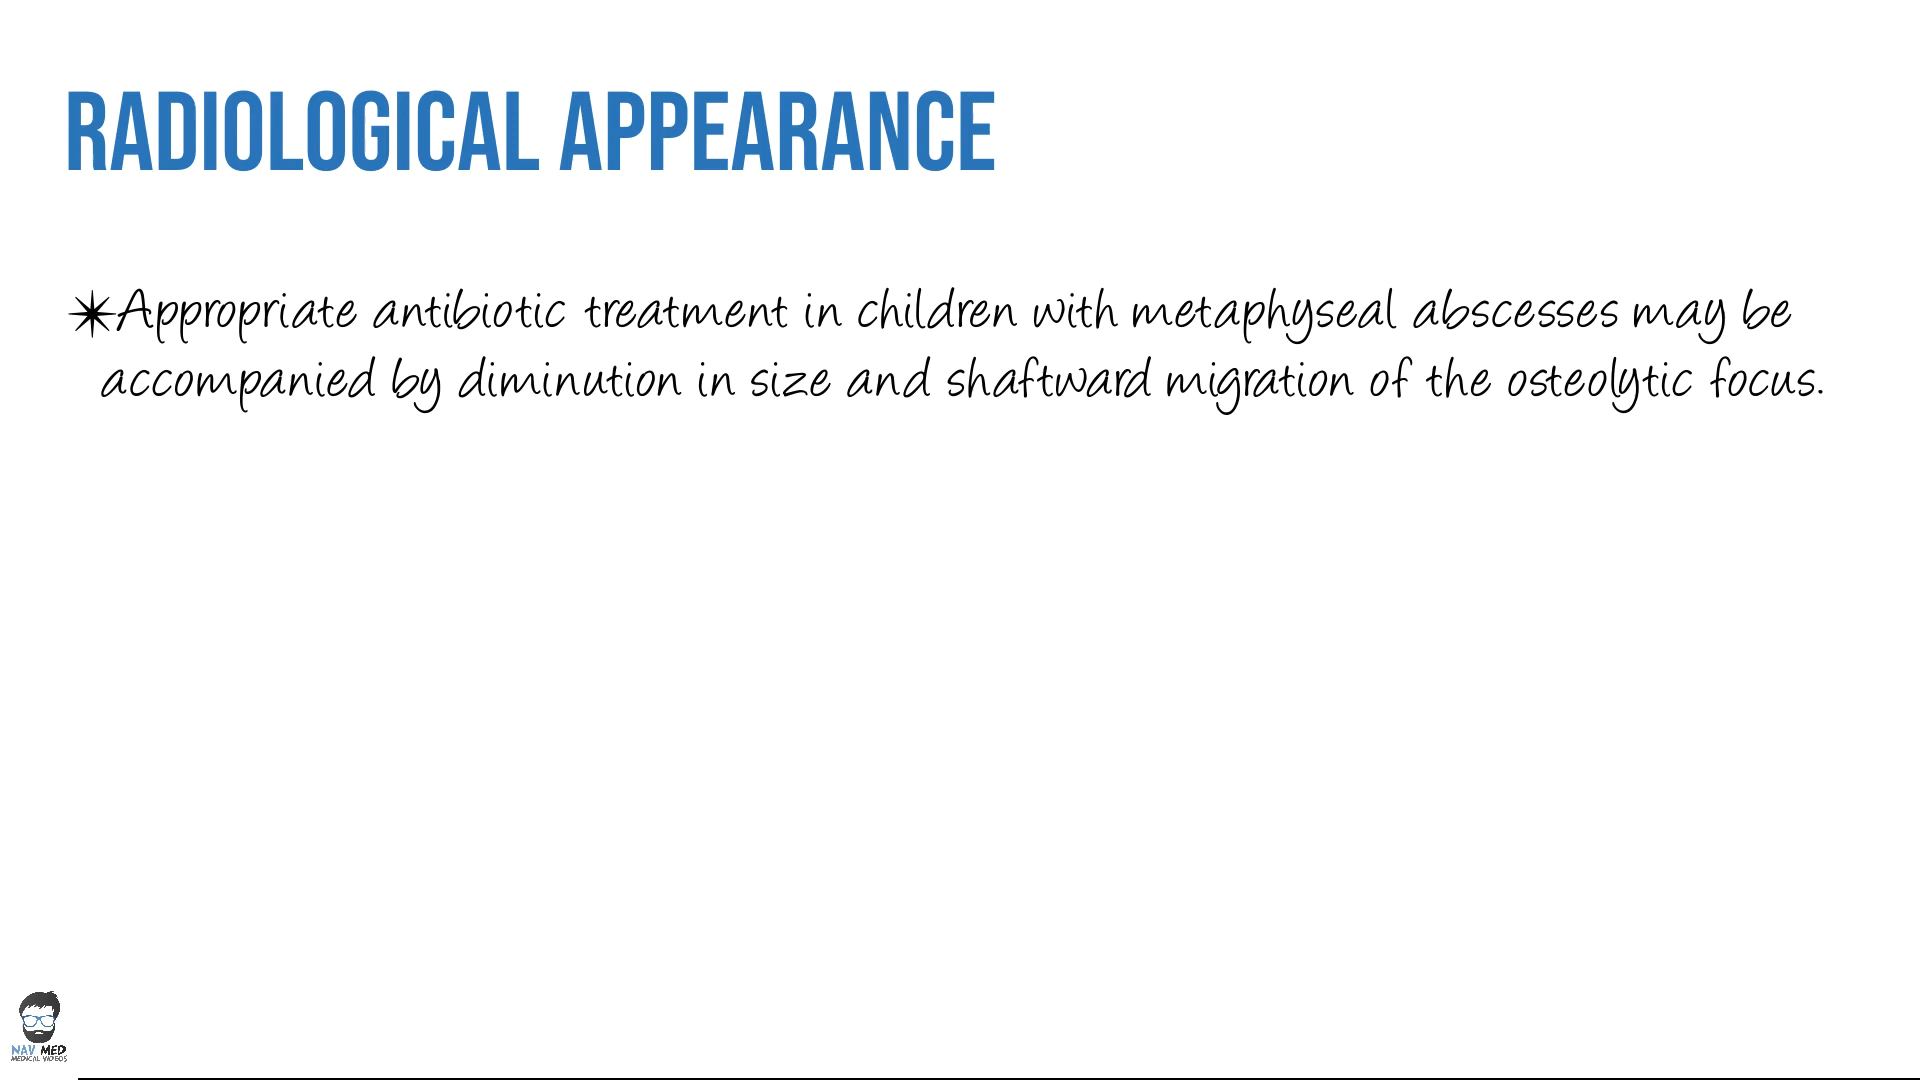 RADIOLOGICAL APPEARANCE
✴Appropriate antibiotic treatment in children with metaphyseal abscesses may be
accompanied by diminution in size and shaftward migration of the osteolytic focus.
NAV MED
MEDICAL VIDEOS